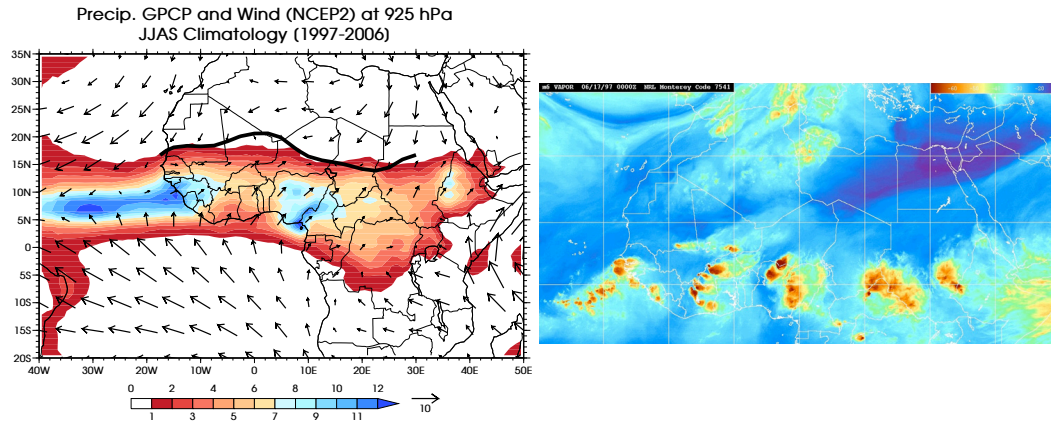 Precip. GPCP and Wind (NCEP2) at 925 hPa
JJAS Climatology [1997-2006]
35N
30N
25N
20N
15N
10N
5N
0
5S
10S
15S
20S
40W 30W 20W 10W 0 10E 20E 30E 40E 50E
0 2 4 6 8 10 12
1 3 5 7 9 11
10
m6 VAPOR 06/17/97 0000Z NRL Monterey Code 7541
-20